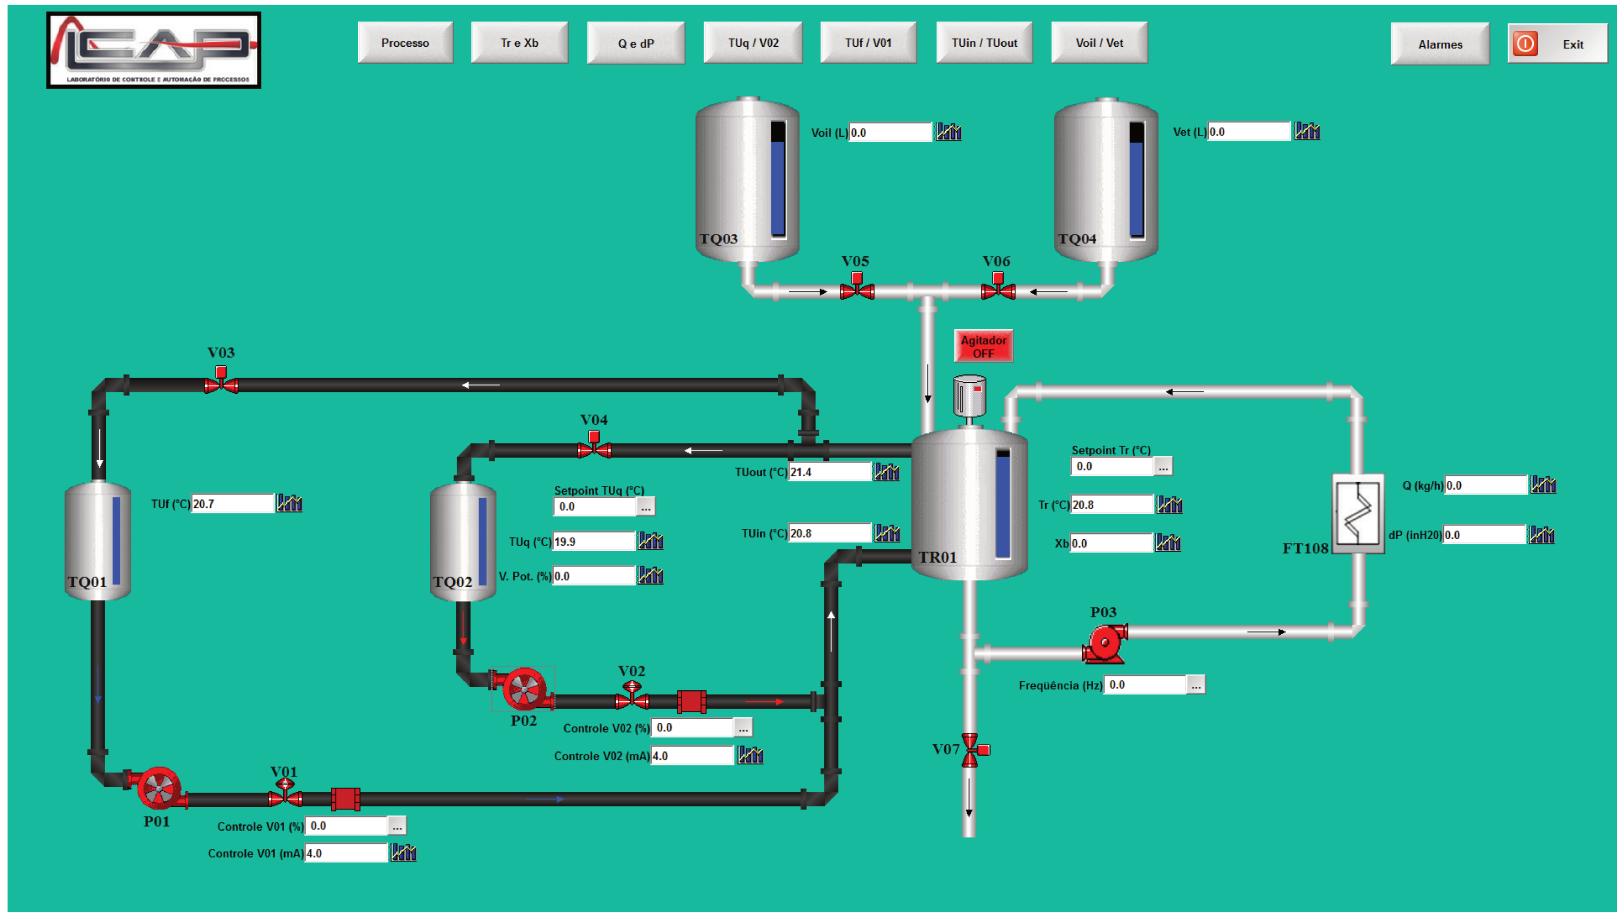 LCAP
LABORATÓRIO DE CONTROLE E AUTOMAÇÃO DE PROCESSOS
Processo
Tr e Xb
Q e dP
TUq / V02
TUf / V01
TUin / TUout
Voil / Vet
Alarmes
Exit
Voil (L) 0.0
Vet (L) 0.0
TQ03
TQ04
V05
V06
Agitador
OFF
V03
V04
Setpoint Tr (°C)
0.0 ...
TUout (°C) 21.4
Setpoint TUq (°C)
0.0 ...
TUf (°C) 20.7
Tr (°C) 20.8
Q (kg/h) 0.0
TUin (°C) 20.8
dP (inH20) 0.0
TUq (°C) 19.9
Xb 0.0
FT108
TR01
V. Pot. (%) 0.0
TQ01
TQ02
P03
V02
Freqüência (Hz) 0.0 ...
P02
Controle V02 (%) 0.0 ...
V07
Controle V02 (mA) 4.0
V01
P01
Controle V01 (%) 0.0 ...
Controle V01 (mA) 4.0